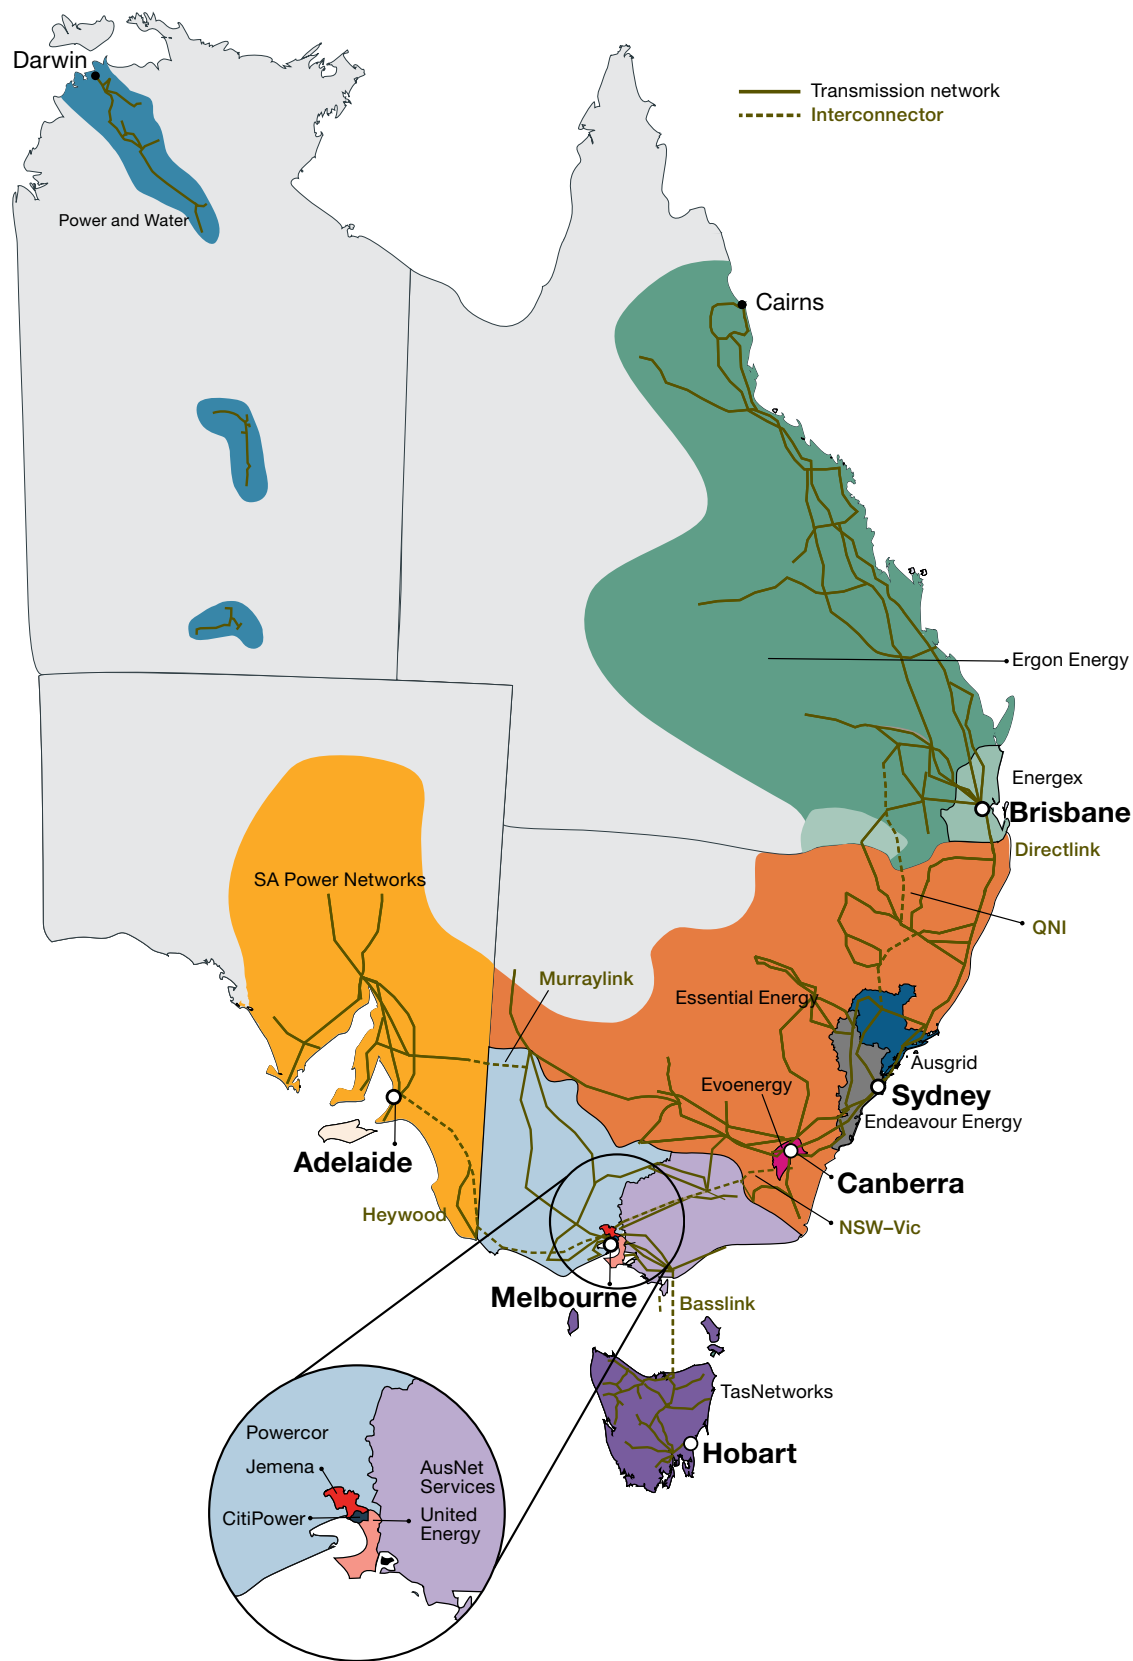 Darwin
Transmission network
Interconnector
Power and Water
Cairns
Ergon Energy
Energex
Brisbane
Directlink
SA Power Networks
QNI
Murraylink
Essential Energy
Ausgrid
Evoenergy
Sydney
Endeavour Energy
Adelaide
Canberra
Heywood
NSW–Vic
Melbourne
Basslink
TasNetworks
Powercor
Hobart
Jemena
AusNet
Services
CitiPower
United
Energy